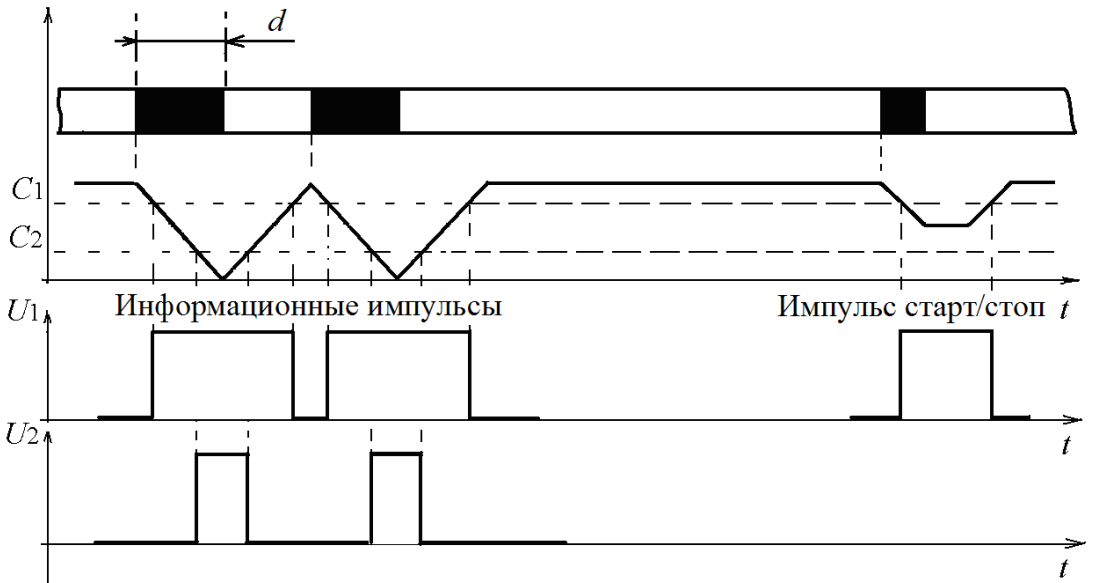 d
C1
C2
Информационные импульсы
Импульс старт/стоп
t
U1
t
U2
t